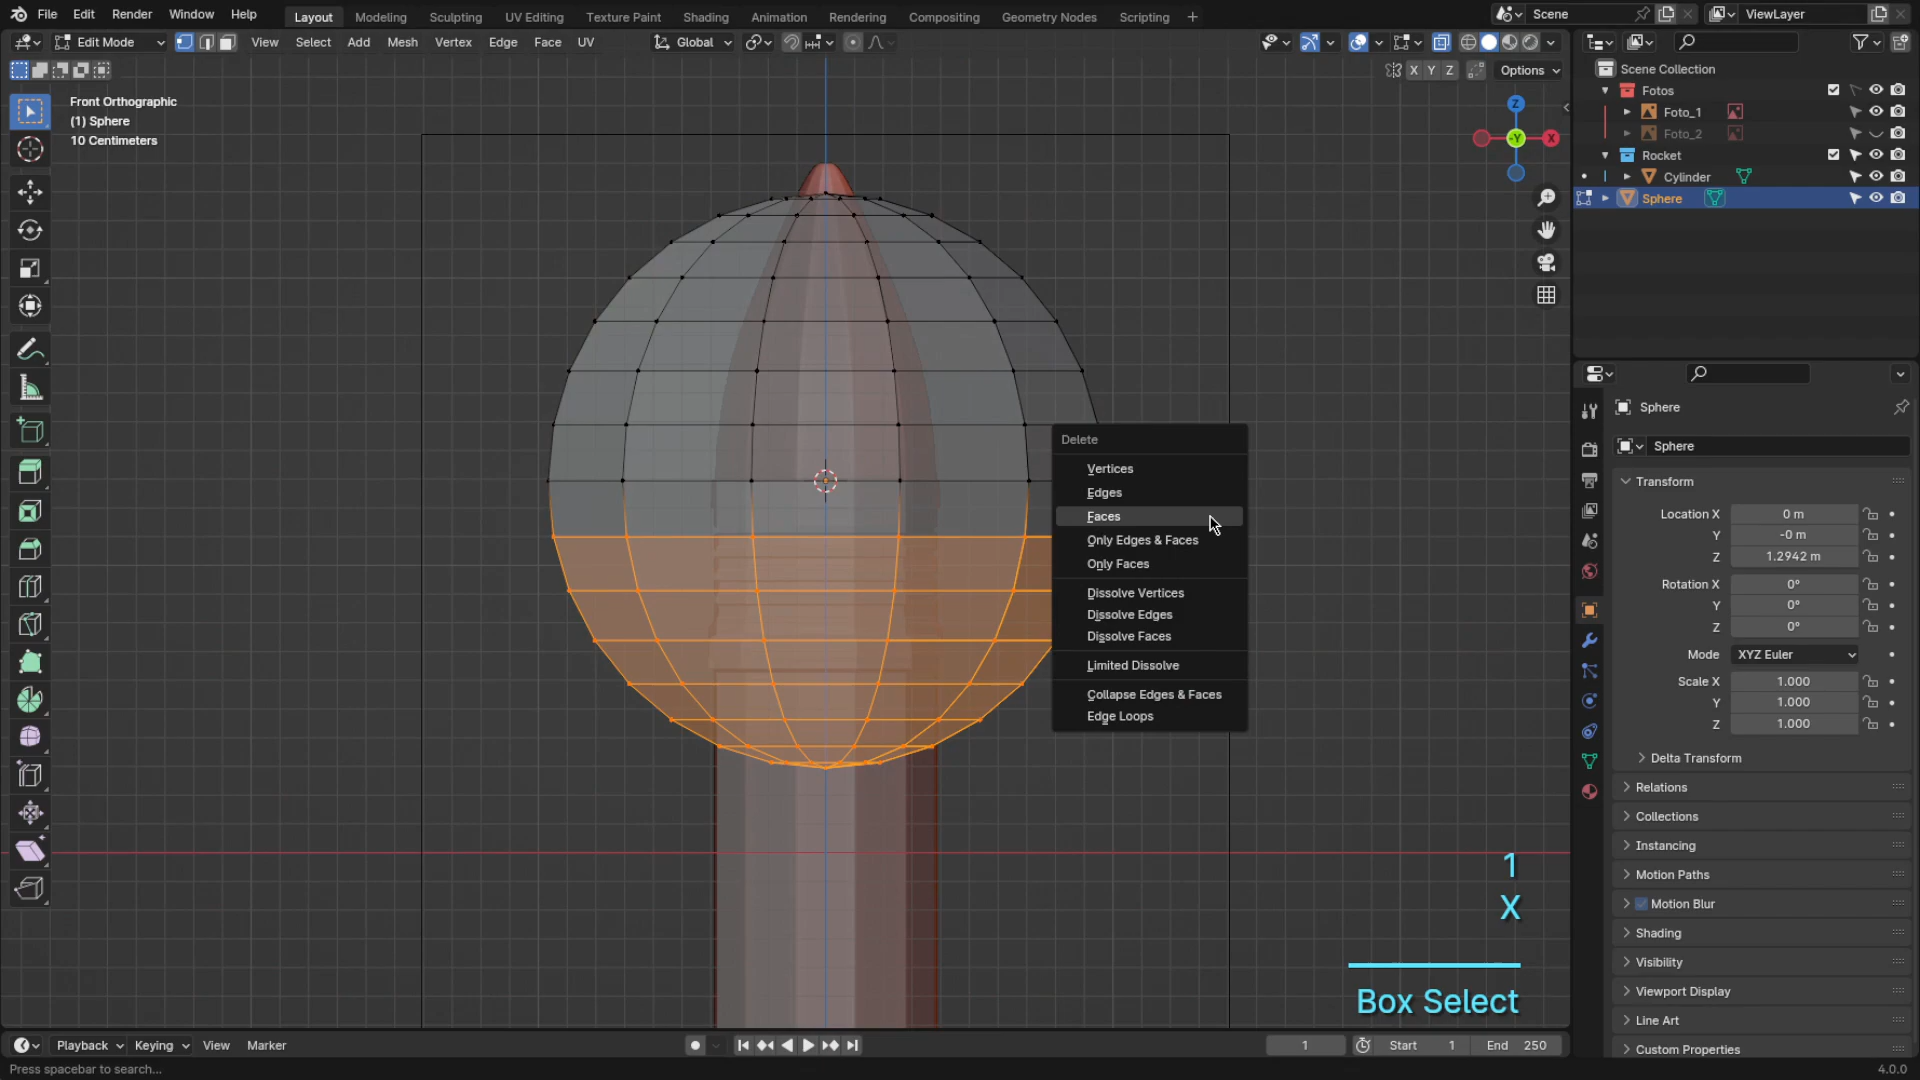 File Edit Render Window Help Layout Modeling Sculpting UV Editing Texture Paint Shading Animation Rendering Compositing Geometry Nodes Scripting + Scene ViewLayer
Edit Mode View Select Add Mesh Vertex Edge Face UV Global
X Y Z Options
Front Orthographic
(1) Sphere
10 Centimeters
Z
-Y
X
Delete
Vertices
Edges
Faces
Only Edges & Faces
Only Faces
Dissolve Vertices
Dissolve Edges
Dissolve Faces
Limited Dissolve
Collapse Edges & Faces
Edge Loops
1
X
Box Select
Scene Collection
Fotos
Foto_1
Foto_2
Rocket
Cylinder
Sphere
Sphere
Sphere
Transform
Location X 0 m
Y -0 m
Z 1.2942 m
Rotation X 0°
Y 0°
Z 0°
Mode XYZ Euler
Scale X 1.000
Y 1.000
Z 1.000
Delta Transform
Relations
Collections
Instancing
Motion Paths
Motion Blur
Shading
Visibility
Viewport Display
Line Art
Custom Properties
Playback Keying View Marker 1 Start 1 End 250
Press spacebar to search... 4.0.0